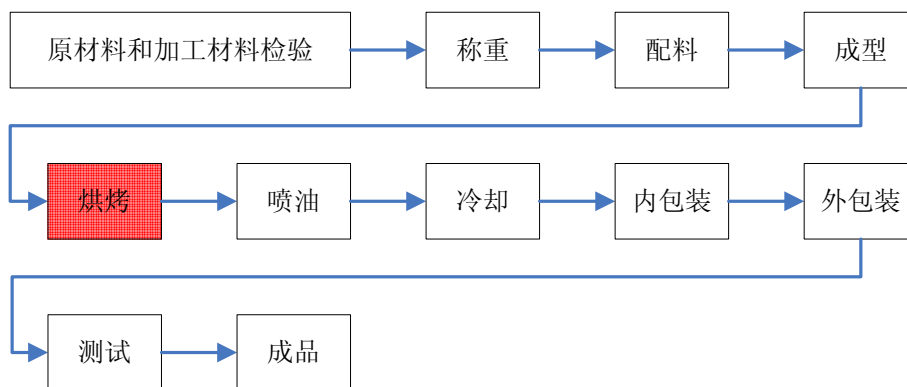 原材料和加工材料检验
称重
配料
成型
烘烤
喷油
冷却
内包装
外包装
测试
成品